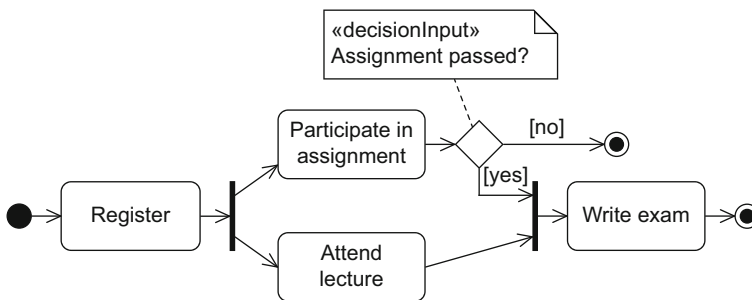 «decisionInput»
Assignment passed?
Participate in
assignment
[no]
[yes]
Register
Write exam
Attend
lecture